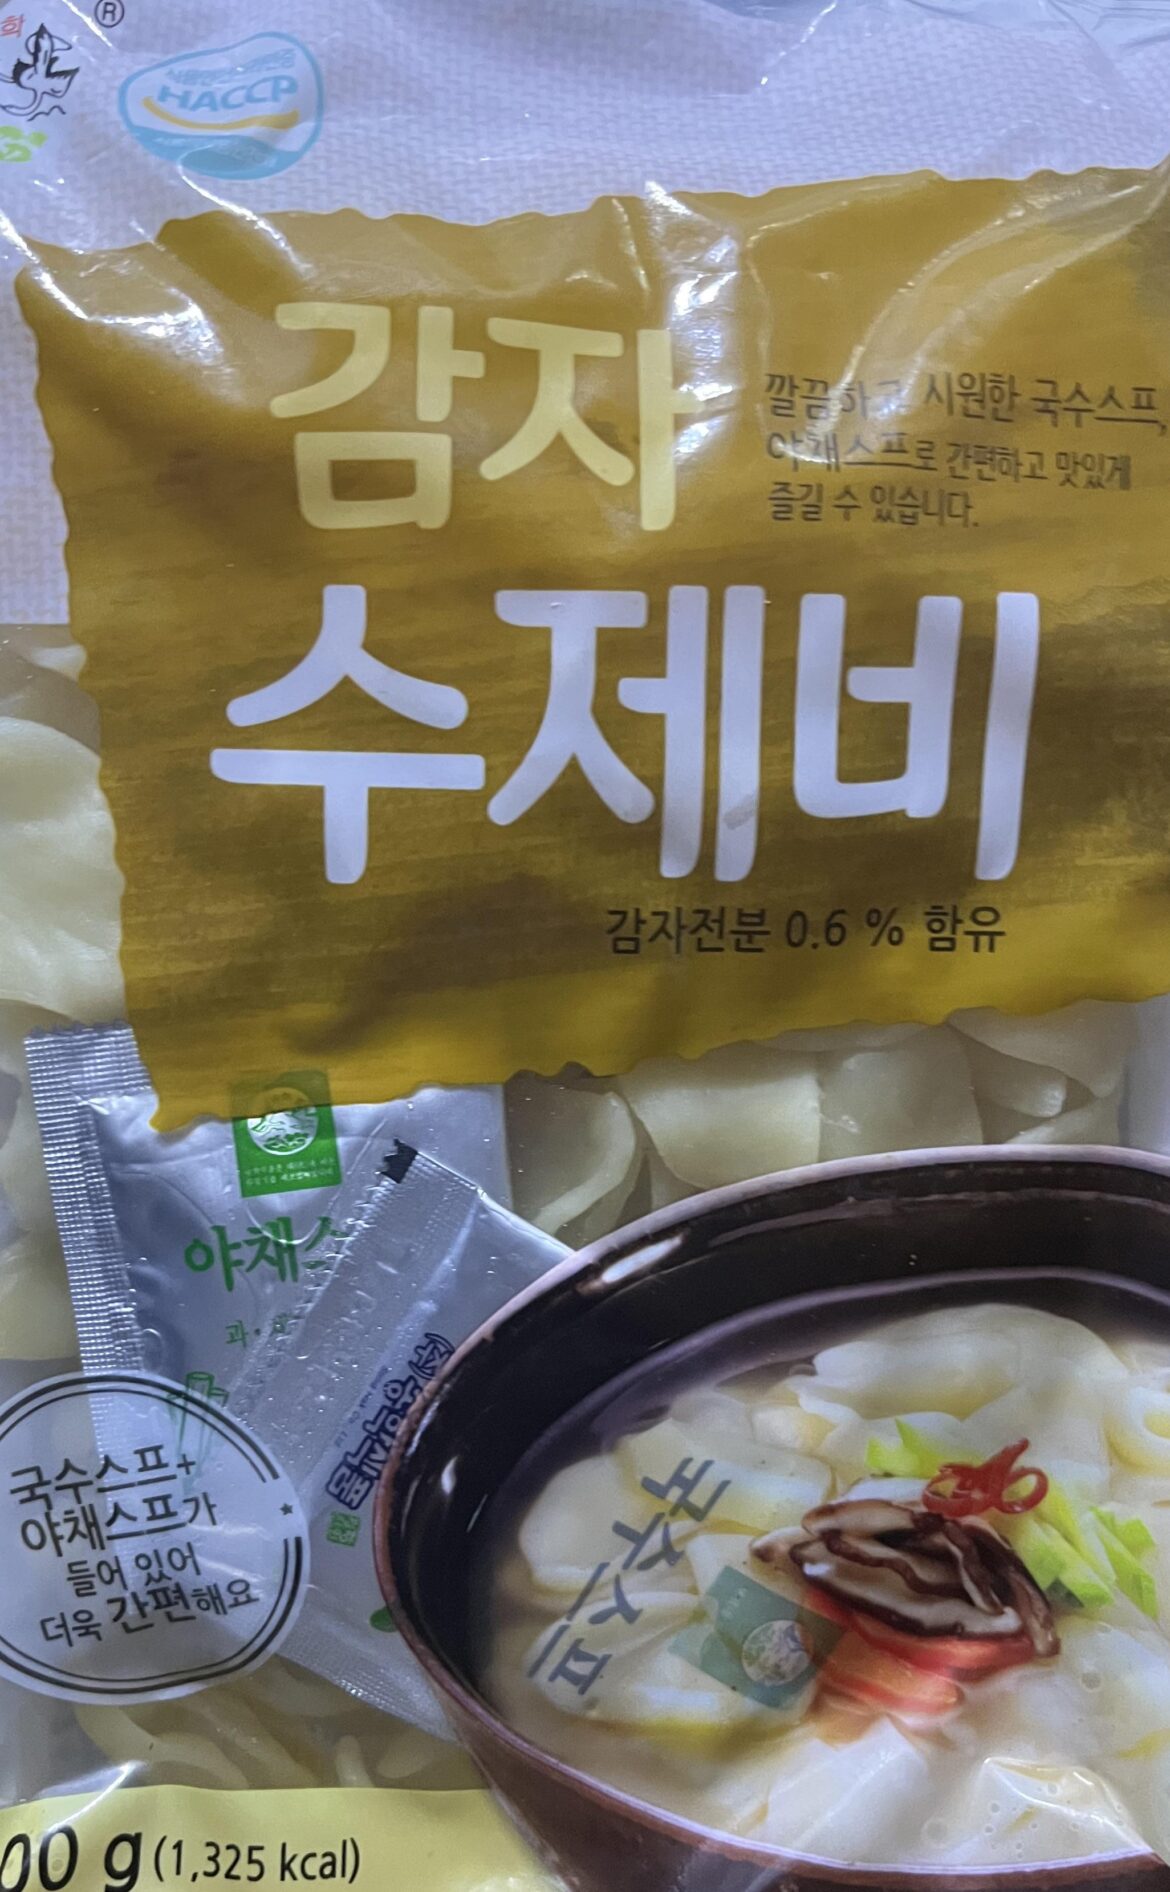 화
®
HACCP
감자
수제비
깔끔하고 시원한 국수스프,
야채스프로 간편하고 맛있게
즐길 수 있습니다.
감자전분 0.6 % 함유
야채스
국수스프
국수스프+
야채스프가
들어 있어
더욱 간편해요
00 g (1,325 kcal)